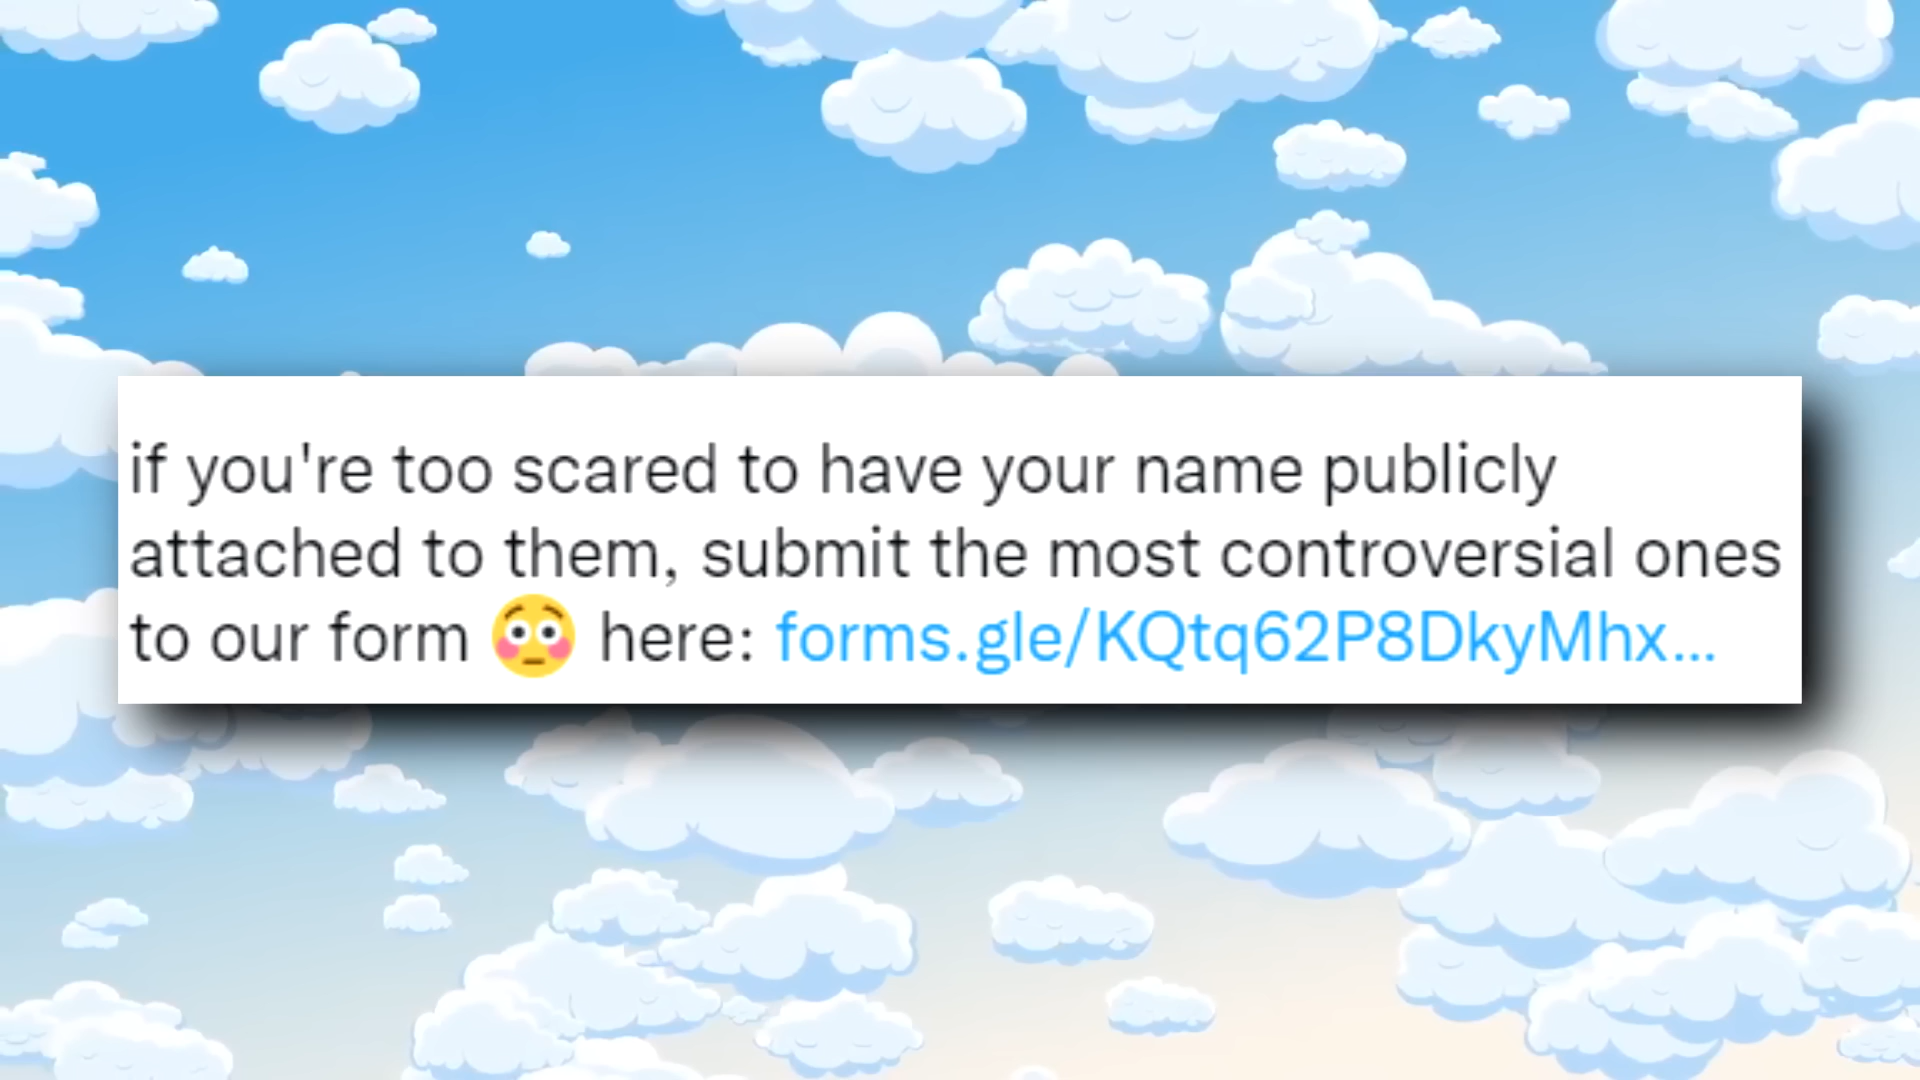 if you're too scared to have your name publicly
attached to them, submit the most controversial ones
to our form 😳 here: forms.gle/KQtq62P8DkyMhx...